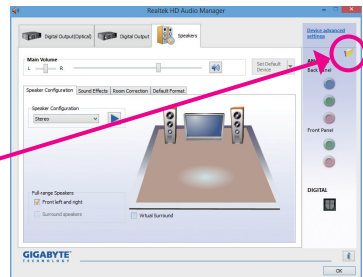 Realtek HD Audio Manager
Digital Output(Optical)
Digital Output
Speakers
Device advanced
settings
Main Volume
L
R
Set Default
Device
Back Panel
Speaker Configuration
Sound Effects
Room Correction
Default Format
Speaker Configuration
Stereo
Front Panel
Full-range Speakers
Front left and right
Surround speakers
Virtual Surround
DIGITAL
GIGABYTE
TECHNOLOGY
OK